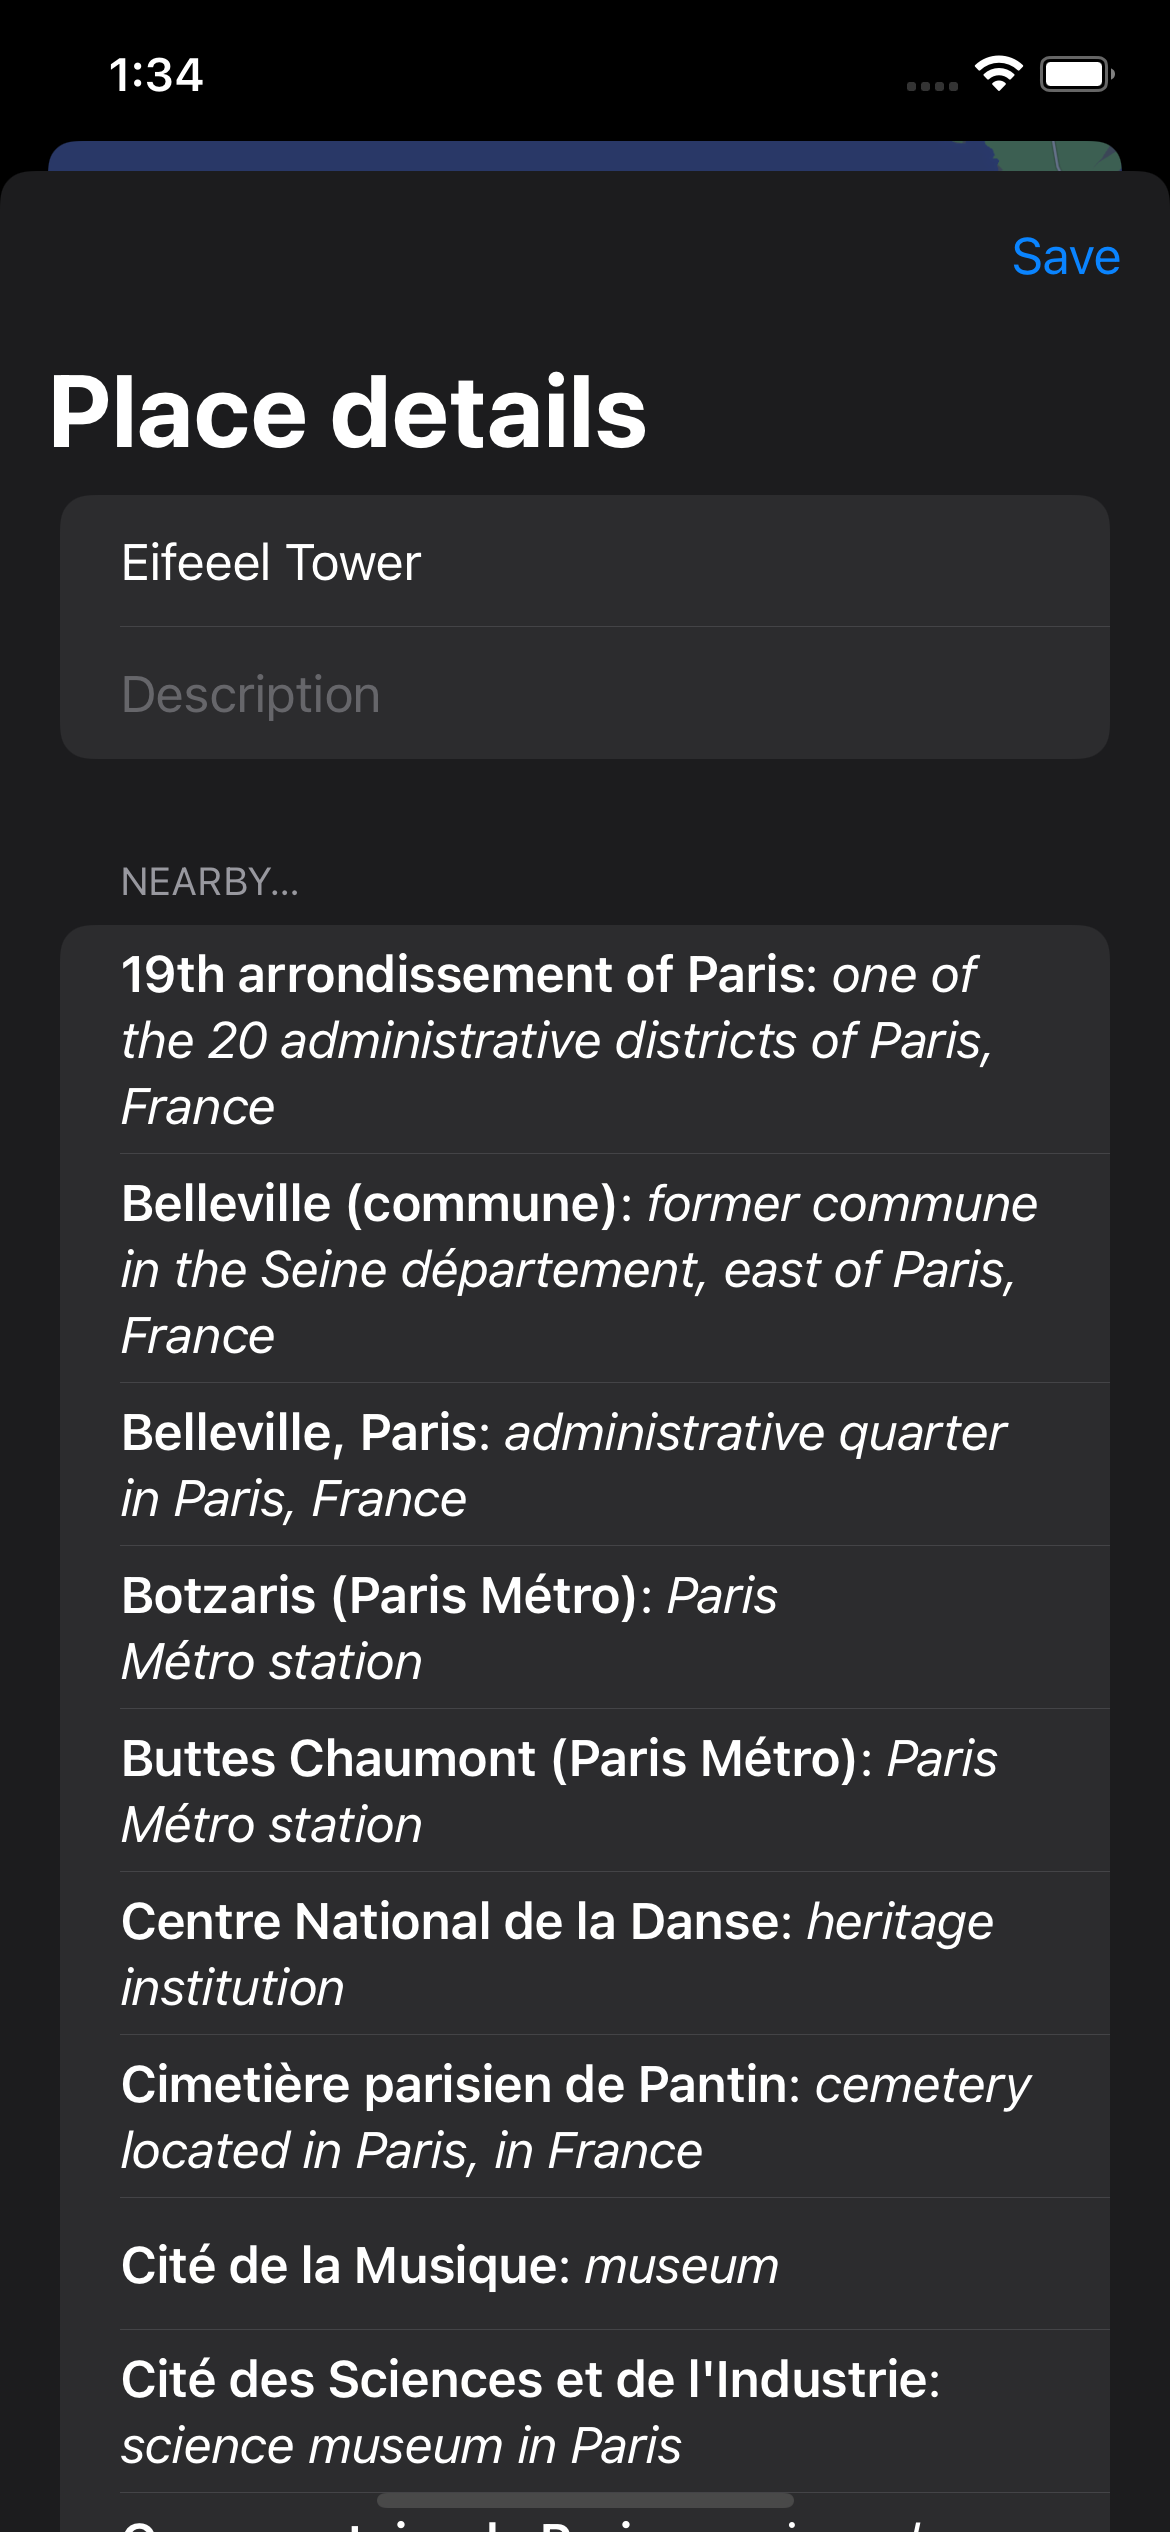 1:34
Save
Place details
Eifeeel Tower
Description
NEARBY...
19th arrondissement of Paris: one of
the 20 administrative districts of Paris,
France
Belleville (commune): former commune
in the Seine département, east of Paris,
France
Belleville, Paris: administrative quarter
in Paris, France
Botzaris (Paris Métro): Paris
Métro station
Buttes Chaumont (Paris Métro): Paris
Métro station
Centre National de la Danse: heritage
institution
Cimetière parisien de Pantin: cemetery
located in Paris, in France
Cité de la Musique: museum
Cité des Sciences et de l'Industrie:
science museum in Paris